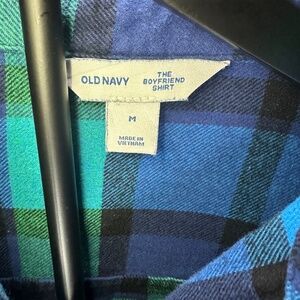 OLD NAVY
THE
BOYFRIEND
SHIRT
M
MADE IN
VIETNAM